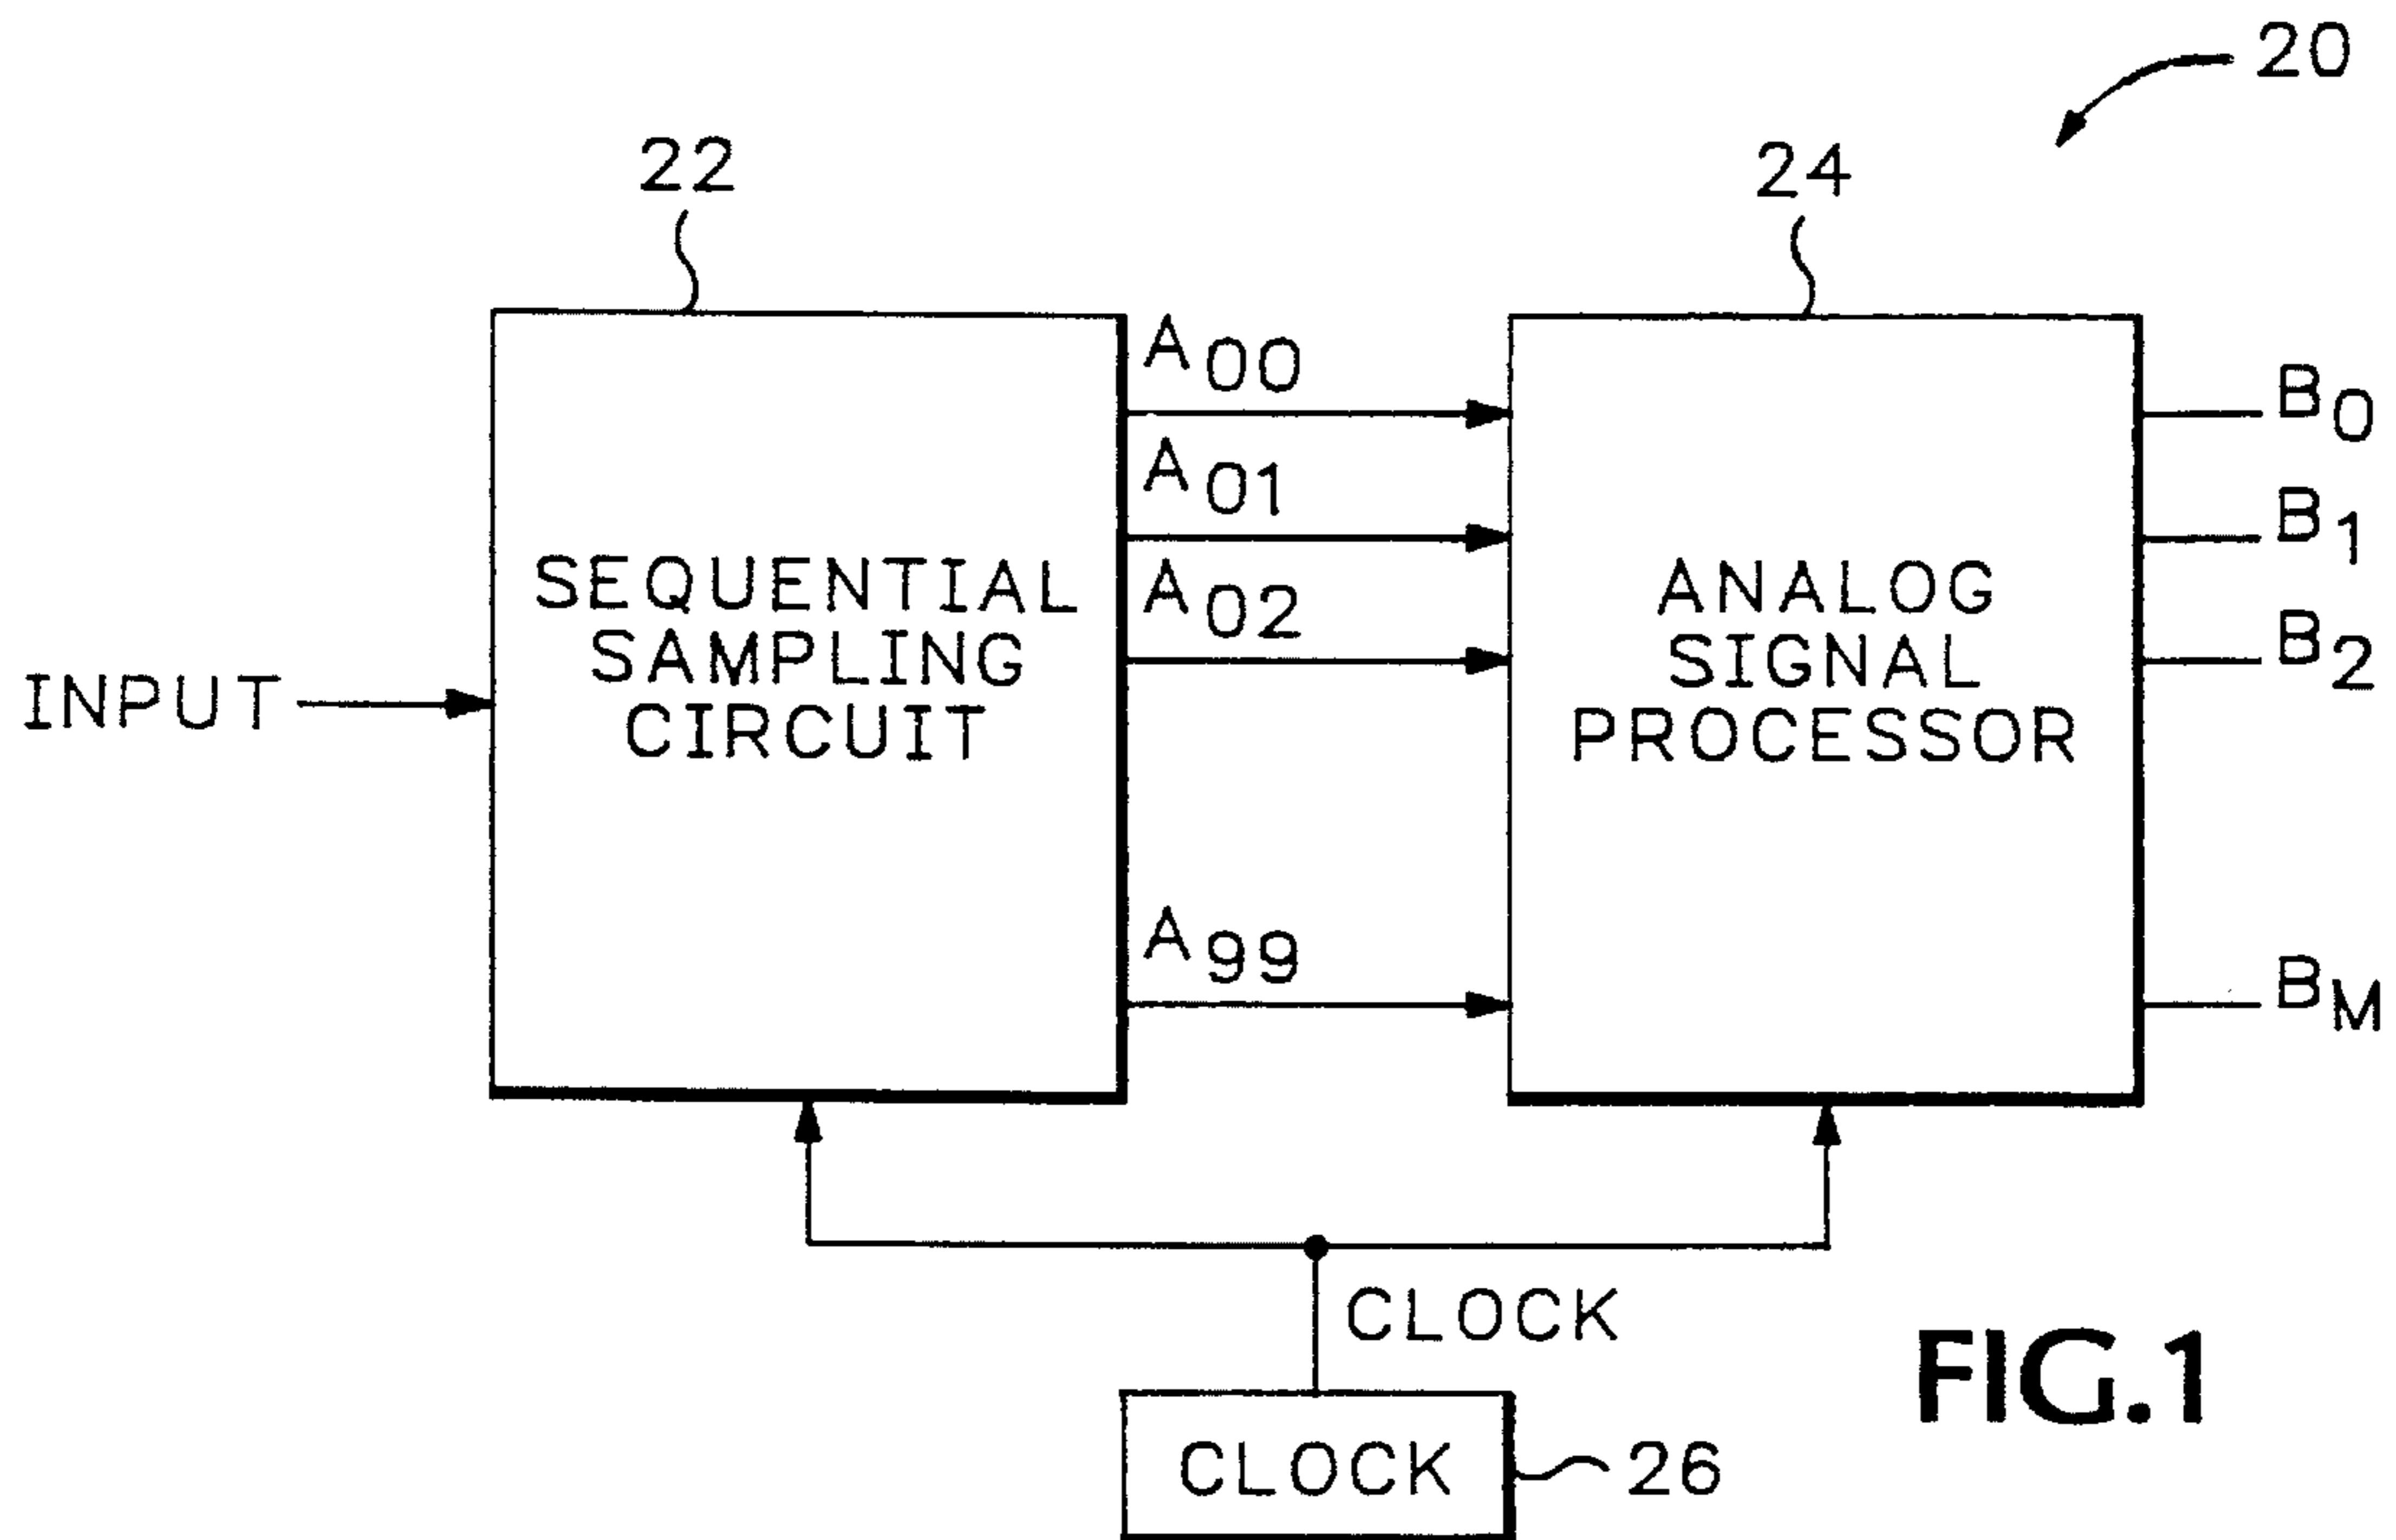 20
22
24
A00
A01
A02
A99
B0
B1
B2
BM
INPUT
SEQUENTIAL
SAMPLING
CIRCUIT
ANALOG
SIGNAL
PROCESSOR
CLOCK
CLOCK
26
FIG.1